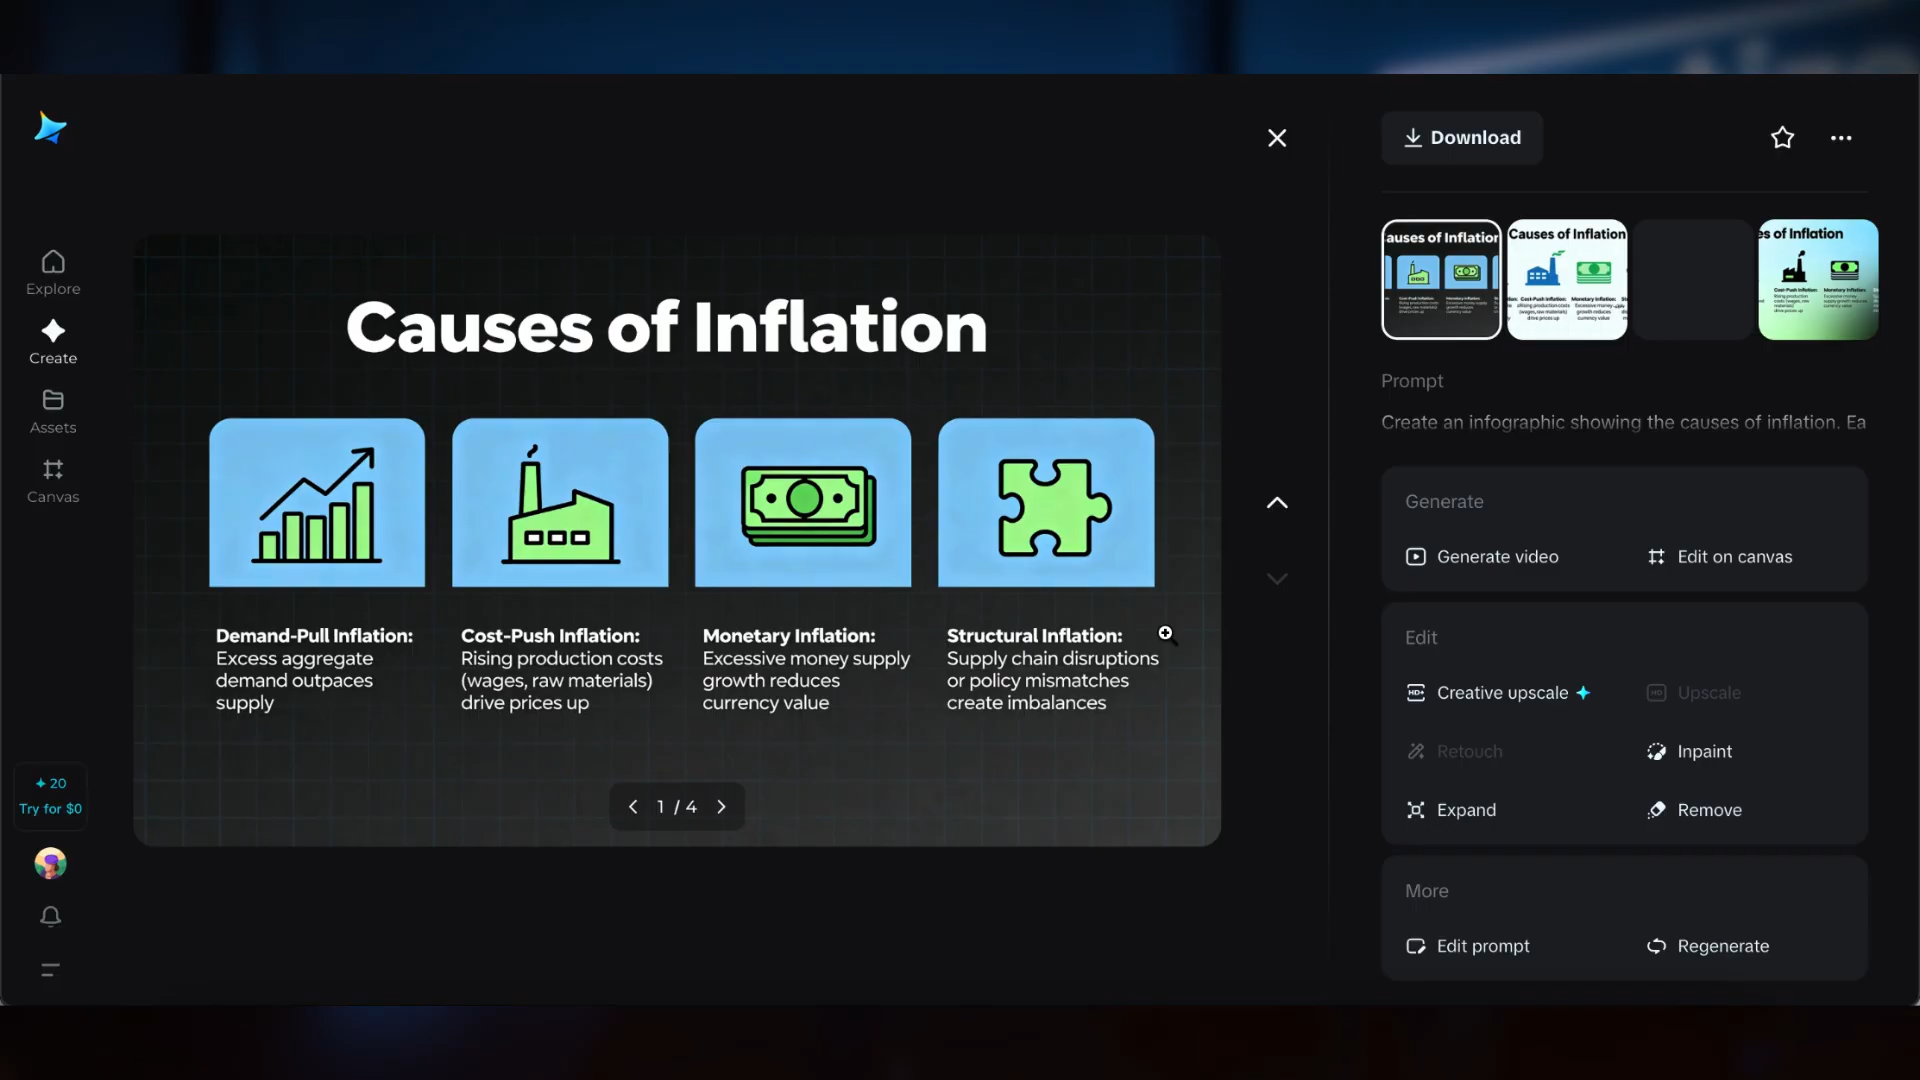 Download
Explore
Create
Assets
Canvas
20
Try for $0
Causes of Inflation
Demand-Pull Inflation:
Excess aggregate
demand outpaces
supply
Cost-Push Inflation:
Rising production costs
(wages, raw materials)
drive prices up
Monetary Inflation:
Excessive money supply
growth reduces
currency value
Structural Inflation:
Supply chain disruptions
or policy mismatches
create imbalances
1 / 4
auses of Inflation
Causes of Inflation
es of Inflation
Prompt
Create an infographic showing the causes of inflation. Ea
Generate
Generate video
Edit on canvas
Edit
HD+ Creative upscale
HD Upscale
Retouch
Inpaint
Expand
Remove
More
Edit prompt
Regenerate